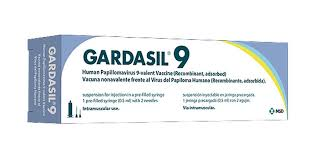 GARDASIL® 9
Human Papillomavirus 9-valent Vaccine (Recombinant, adsorbed)
Vacuna nonavalente frente al Virus del Papiloma Humano (Recombinante, adsorbida).
suspension for injection in a pre-filled syringe
1 pre-filled syringe (0.5 ml) with 2 needles
Intramuscular use.
suspensión inyectable en jeringa precargada
1 jeringa precargada (0.5 ml) con 2 agujas
Vía intramuscular.
MSD